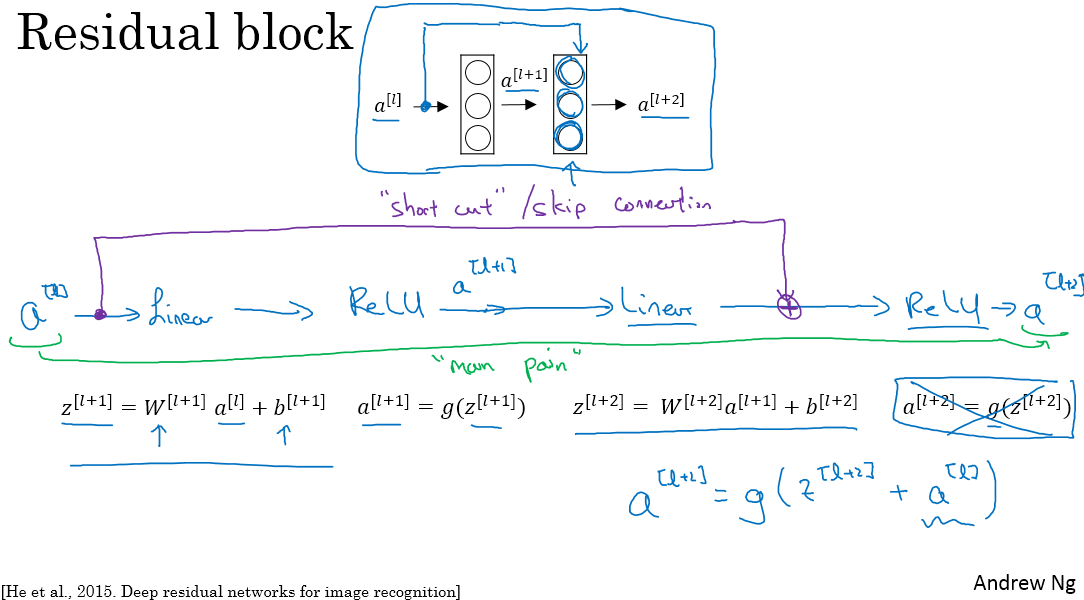 Residual block
a^[l] a^[l+1] a^[l+2]
"short cut" / skip connection
a^[l] → Linear → ReLU a^[l+1] → Linear → ReLU → a^[l+2]
"main path"
z^[l+1] = W^[l+1] a^[l] + b^[l+1] a^[l+1] = g(z^[l+1]) z^[l+2] = W^[l+2]a^[l+1] + b^[l+2] a^[l+2] = g(z^[l+2])
a^[l+2] = g(z^[l+2] + a^[l])
[He et al., 2015. Deep residual networks for image recognition]
Andrew Ng